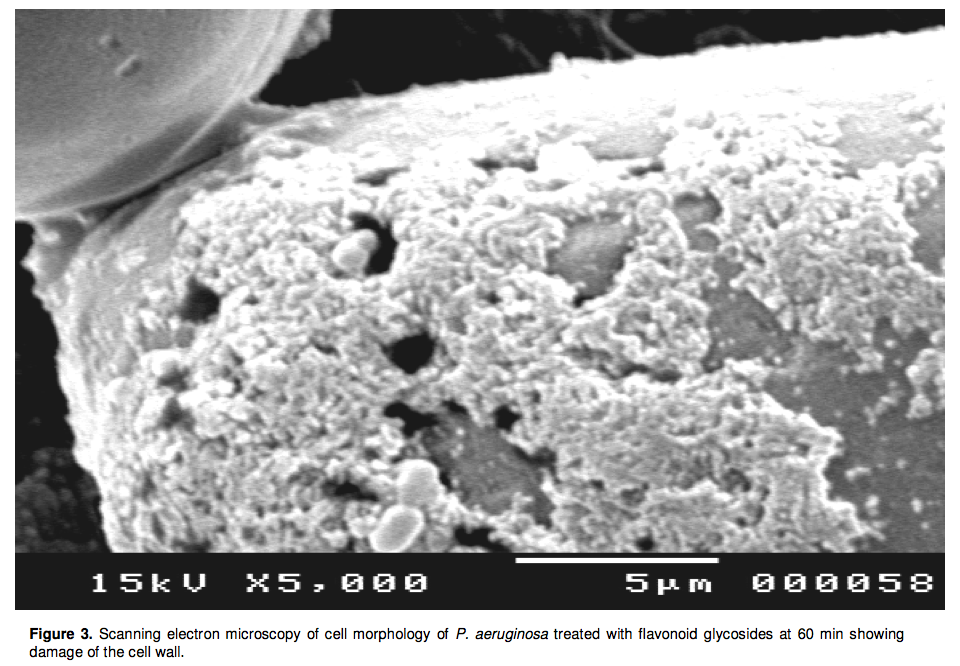 15kV X5,000 5μm 000058
Figure 3. Scanning electron microscopy of cell morphology of P. aeruginosa treated with flavonoid glycosides at 60 min showing
damage of the cell wall.